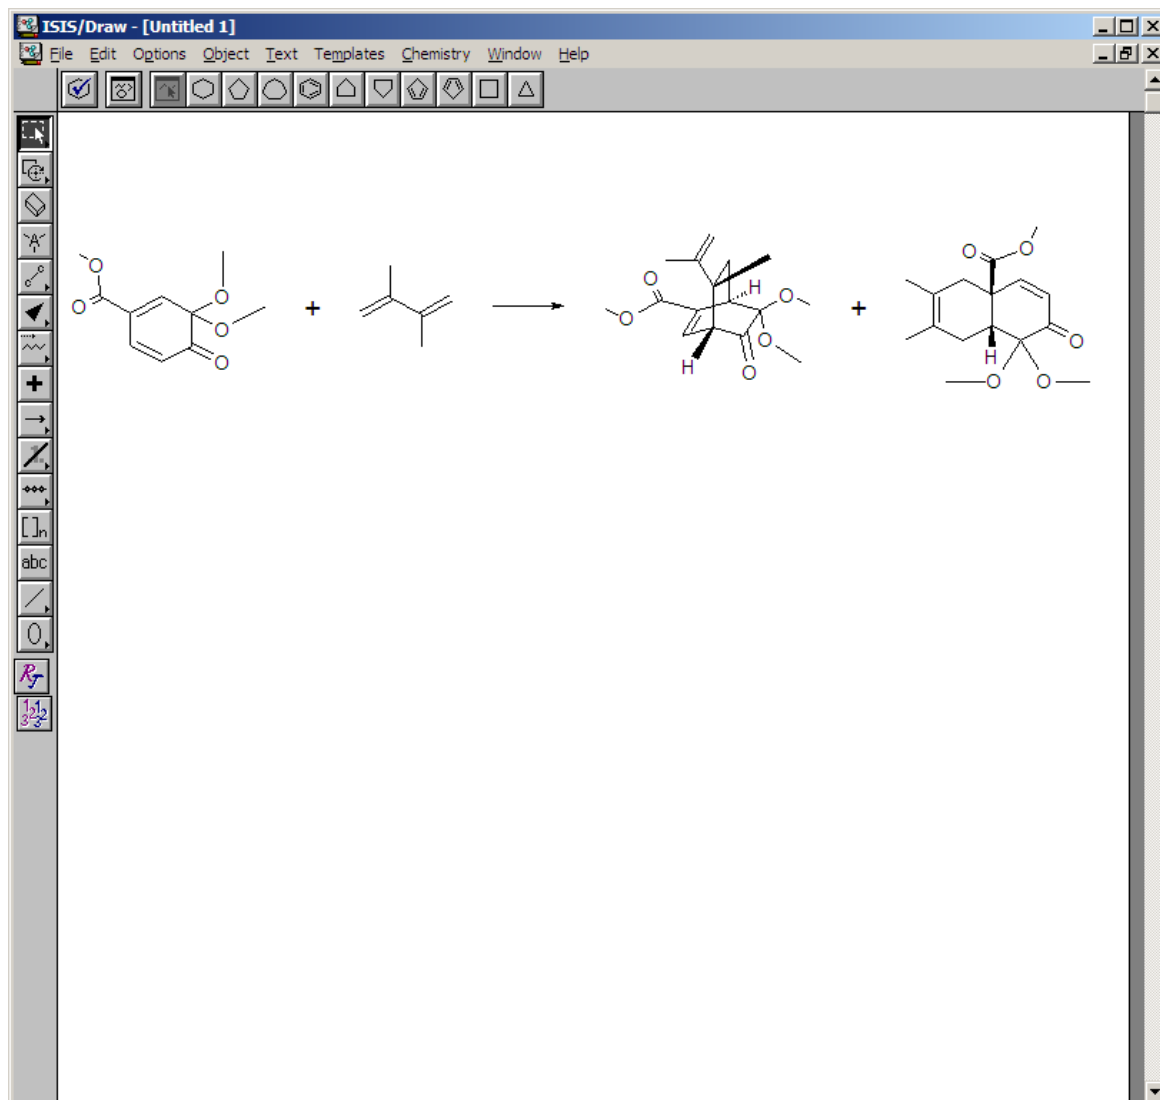 ISIS/Draw - [Untitled 1]
File Edit Options Object Text Templates Chemistry Window Help
A
[ ]n
abc
O
O
O
O
O
+
O
O
H
O
O
O
H
+
O
O
O
H
O
O